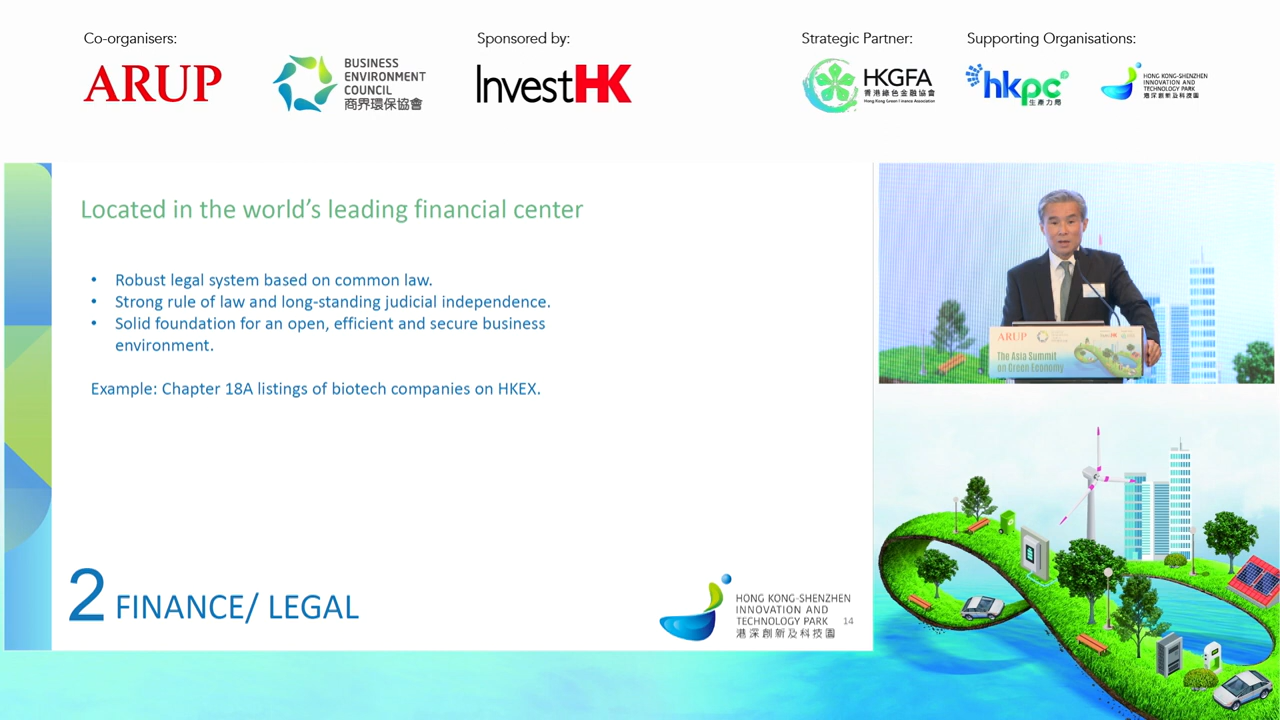 Co-organisers:
Sponsored by:
Strategic Partner:
Supporting Organisations:
ARUP
BUSINESS
ENVIRONMENT
COUNCIL
商界環保協會
InvestHK
HKGFA
香港綠色金融協會
Hong Kong Green Finance Association
hkpc
生產力局
HONG KONG-SHENZHEN
INNOVATION AND
TECHNOLOGY PARK
港深創新及科技園
Located in the world's leading financial center
• Robust legal system based on common law.
• Strong rule of law and long-standing judicial independence.
• Solid foundation for an open, efficient and secure business
environment.
Example: Chapter 18A listings of biotech companies on HKEX.
2 FINANCE/ LEGAL
HONG KONG-SHENZHEN
INNOVATION AND
TECHNOLOGY PARK
港深創新及科技園
14
ARUP
The Asia Summit
on Green Economy